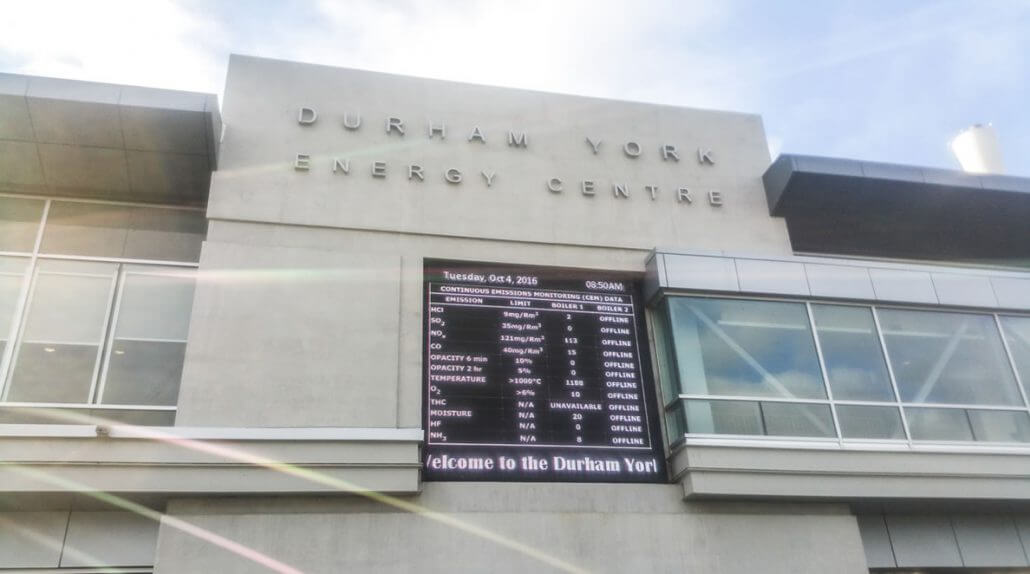 DURHAM YORK
ENERGY CENTRE
Tuesday, Oct 4, 2016 08:50AM
CONTINUOUS EMISSIONS MONITORING (CEM) DATA
EMISSION LIMIT BOILER 1 BOILER 2
HCl 9mg/Rm³ 2 OFFLINE
SO₂ 35mg/Rm³ 0 OFFLINE
NOₓ 121mg/Rm³ 113 OFFLINE
CO 40mg/Rm³ 15 OFFLINE
OPACITY 6 min 10% 0 OFFLINE
OPACITY 2 hr 5% 0 OFFLINE
TEMPERATURE >1000°C 1188 OFFLINE
O₂ >6% 10 OFFLINE
THC N/A UNAVAILABLE OFFLINE
MOISTURE N/A 20 OFFLINE
HF N/A 0 OFFLINE
NH₃ N/A 8 OFFLINE
Welcome to the Durham York